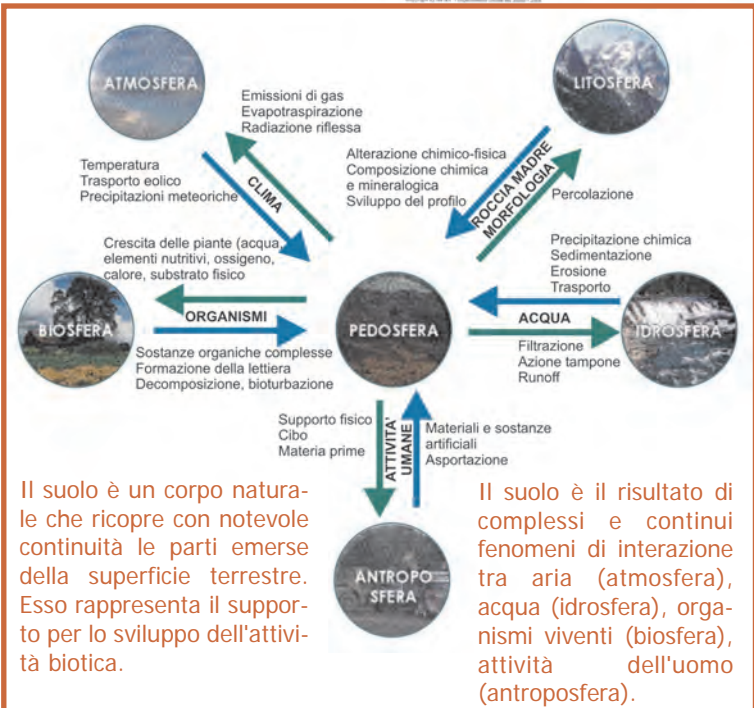 ATMOSFERA
Emissioni di gas
Evapotraspirazione
Radiazione riflessa
Temperatura
Trasporto eolico
Precipitazioni meteoriche
CLIMA
LITOSFERA
Alterazione chimico-fisica
Composizione chimica
e mineralogica
Sviluppo del profilo
ROCCIA MADRE
MORFOLOGIA
Percolazione
Crescita delle piante (acqua,
elementi nutritivi, ossigeno,
calore, substrato fisico
BIOSFERA
ORGANISMI
Sostanze organiche complesse
Formazione della lettiera
Decomposizione, bioturbazione
PEDOSFERA
Precipitazione chimica
Sedimentazione
Erosione
Trasporto
ACQUA
IDROSFERA
Filtrazione
Azione tampone
Runoff
Supporto fisico
Cibo
Materia prime
ATTIVITA'
UMANE
Materiali e sostanze
artificiali
Asportazione
ANTROPO
SFERA
Il suolo è un corpo natura-
le che ricopre con notevole
continuità le parti emerse
della superficie terrestre.
Esso rappresenta il suppor-
to per lo sviluppo dell'attivi-
tà biotica.
Il suolo è il risultato di
complessi e continui
fenomeni di interazione
tra aria (atmosfera),
acqua (idrosfera), orga-
nismi viventi (biosfera),
attività dell'uomo
(antroposfera).